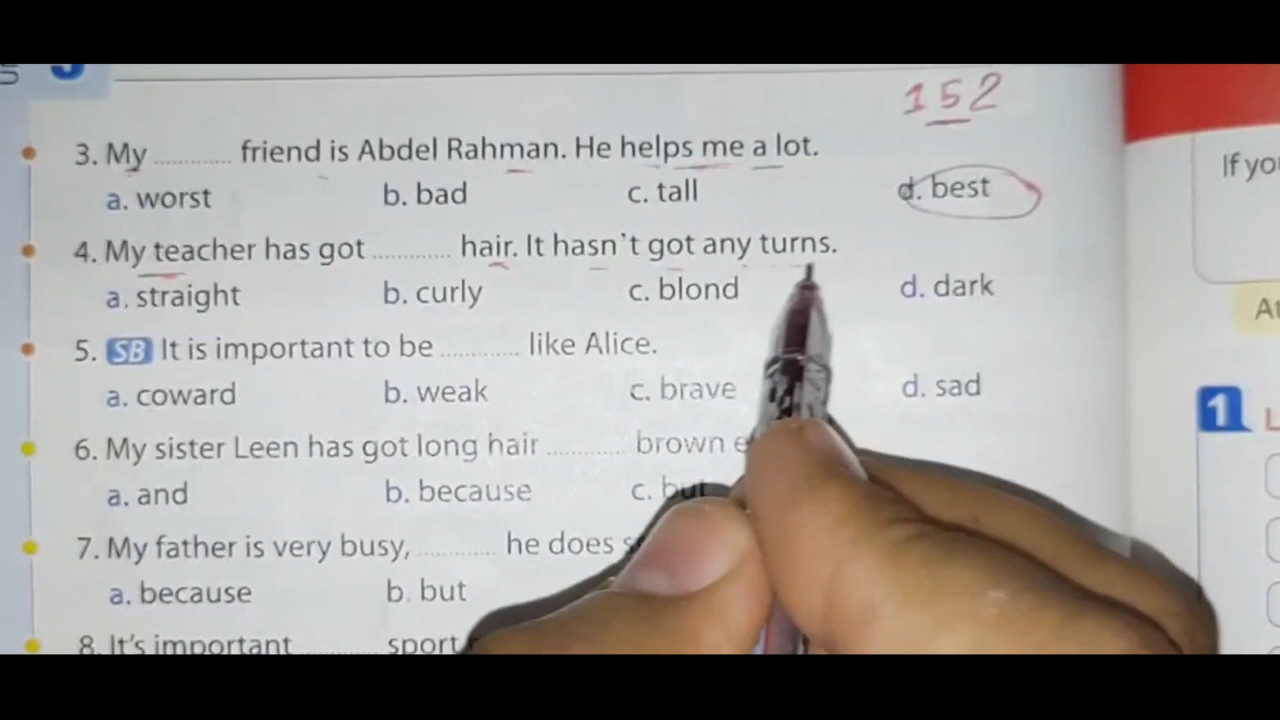 152
3. My ............ friend is Abdel Rahman. He helps me a lot.
a. worst b. bad c. tall d. best
4. My teacher has got ............ hair. It hasn't got any turns.
a. straight b. curly c. blond d. dark
5. SB It is important to be ............ like Alice.
a. coward b. weak c. brave d. sad
6. My sister Leen has got long hair ............ brown
a. and b. because c. but
7. My father is very busy, ............ he does
a. because b. but
8. It's important ............ sport
If
1